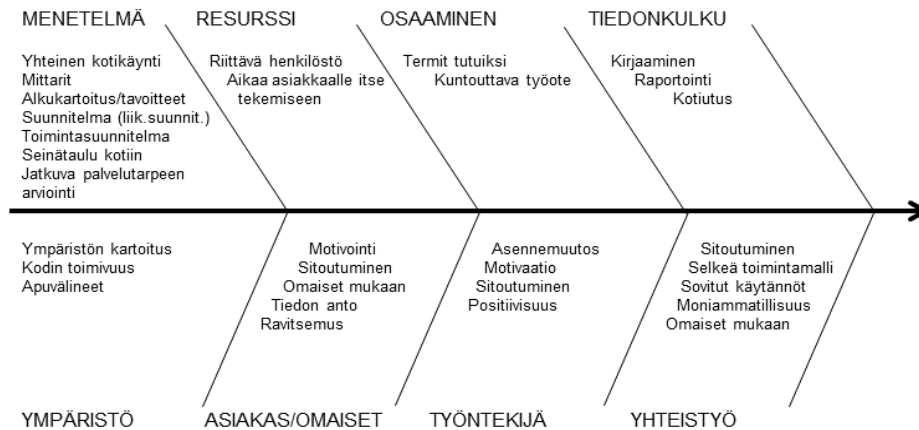 MENETELMÄ
Yhteinen kotikäynti
Mittarit
Alkukartoitus/tavoitteet
Suunnitelma (liik.suunnit.)
Toimintasuunnitelma
Seinätaulu kotiin
Jatkuva palvelutarpeen
arviointi
RESURSSI
Riittävä henkilöstö
Aikaa asiakkaalle itse
tekemiseen
OSAAMINEN
Termit tutuiksi
Kuntouttava työote
TIEDONKULKU
Kirjaaminen
Raportointi
Kotiutus
Ympäristön kartoitus
Kodin toimivuus
Apuvälineet
YMPÄRISTÖ
Motivointi
Sitoutuminen
Omaiset mukaan
Tiedon anto
Ravitsemus
ASIAKAS/OMAISET
Asennemuutos
Motivaatio
Sitoutuminen
Positiivisuus
TYÖNTEKIJÄ
Sitoutuminen
Selkeä toimintamalli
Sovitut käytännöt
Moniammatillisuus
Omaiset mukaan
YHTEISTYÖ